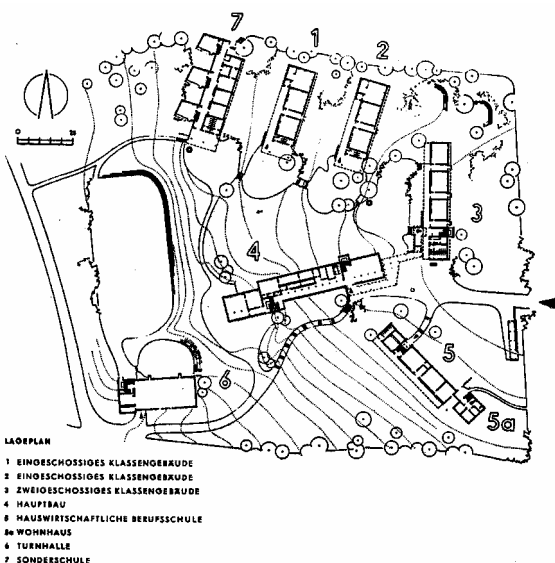 7
1
2
3
4
5
5a
6
LAGEPLAN
1 EINGESCHOSSIGES KLASSENGEBÄUDE
2 EINGESCHOSSIGES KLASSENGEBÄUDE
3 ZWEIGESCHOSSIGES KLASSENGEBÄUDE
4 HAUPTBAU
5 HAUSWIRTSCHAFTLICHE BERUFSSCHULE
5a WOHNHAUS
6 TURNHALLE
7 SONDERSCHULE